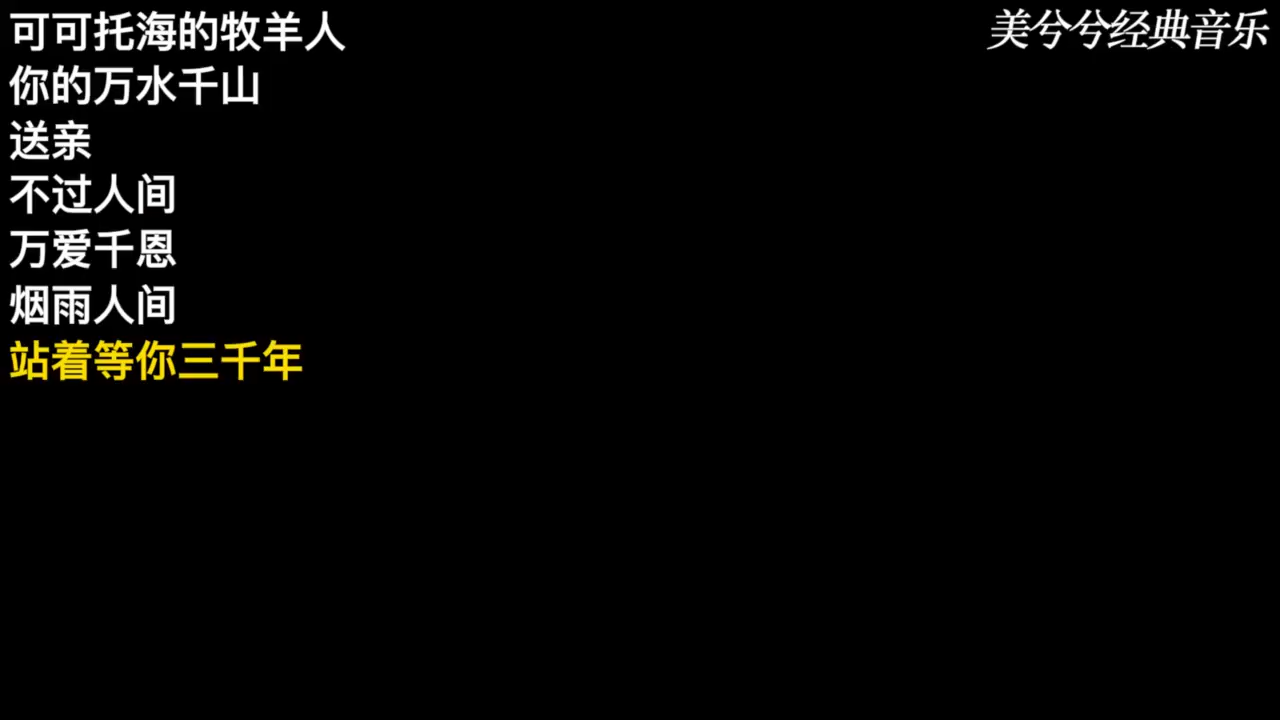 可可托海的牧羊人
美兮兮经典音乐
你的万水千山
送亲
不过人间
万爱千恩
烟雨人间
站着等你三千年